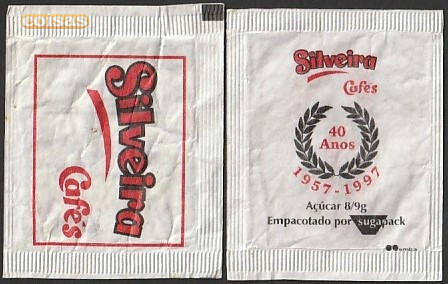 coisas
Silveira
Cafés
Silveira
Cafés
40
Anos
1957-1997
Açúcar 8/9g
Empacotado por sugapack